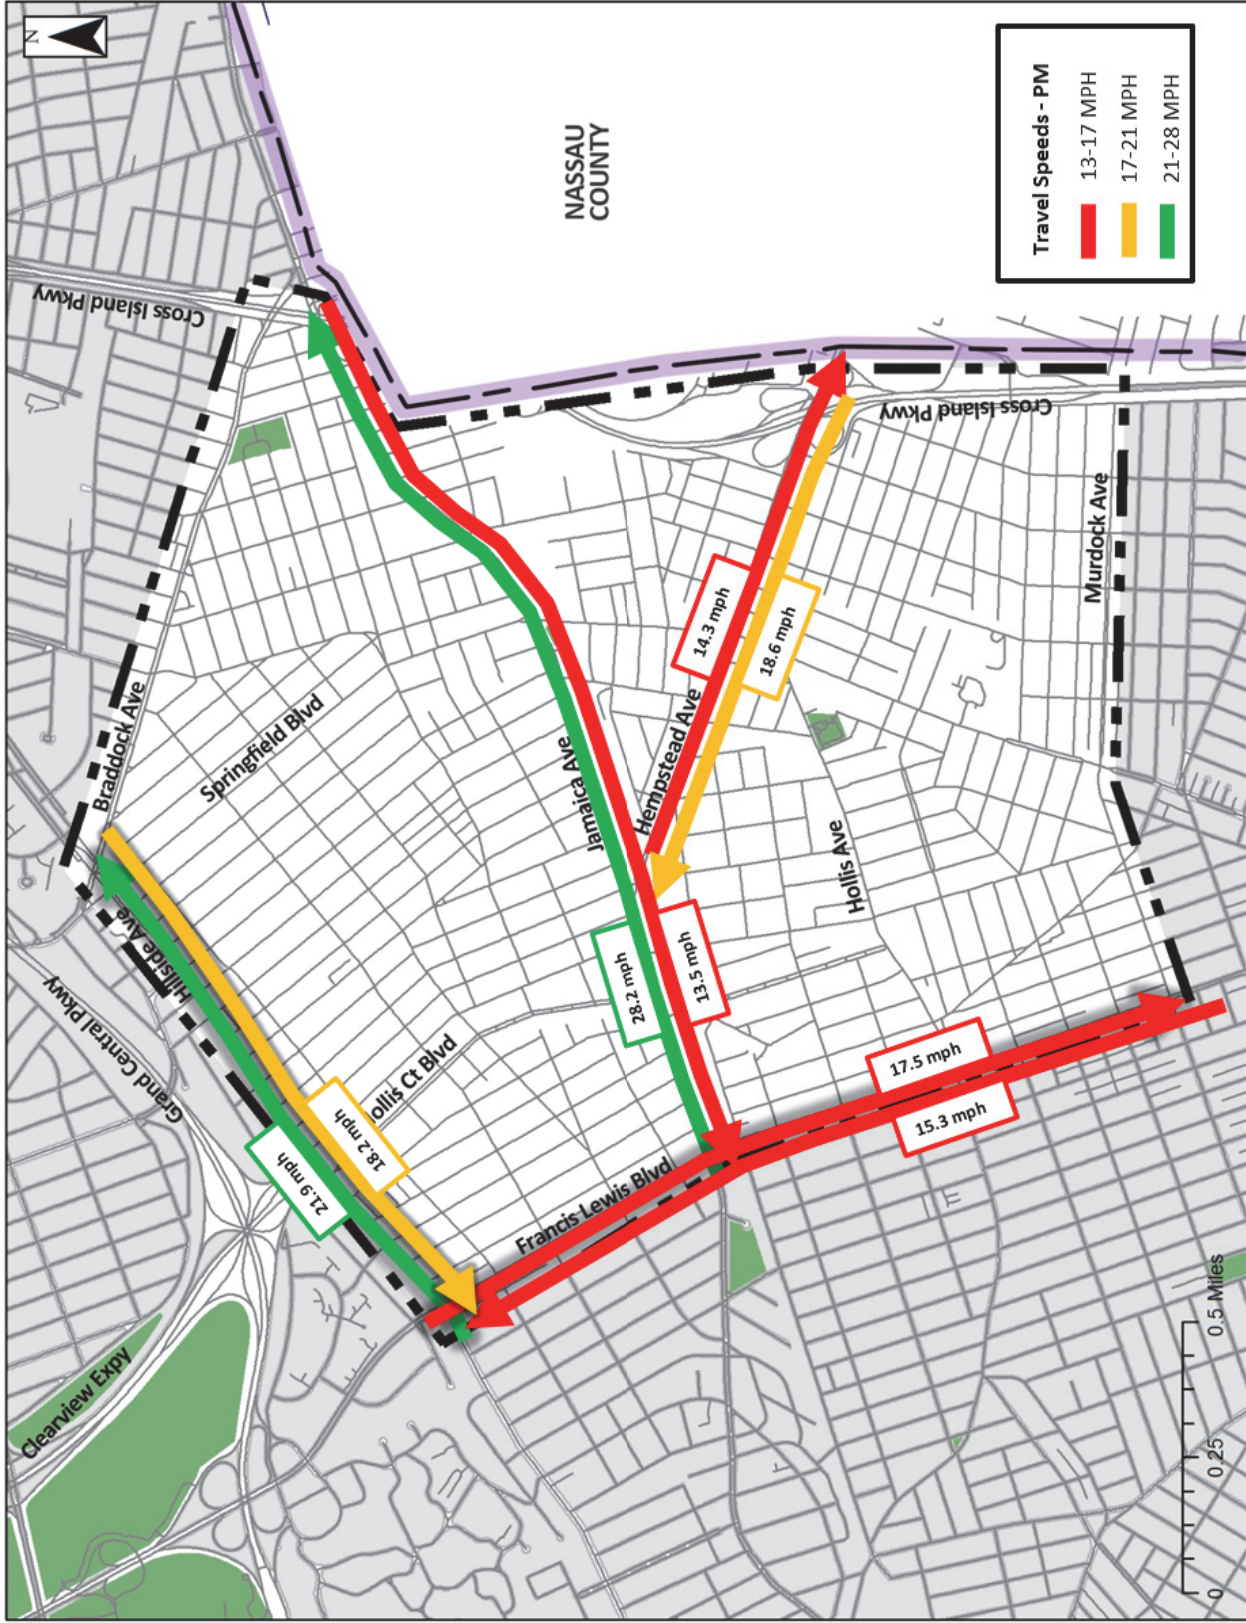 N
Clearview Expy
Grand Central Pkwy
Hillside Ave
Braddock Ave
Cross Island Pkwy
Springfield Blvd
21.9 mph
18.2 mph
ollis Ct Blvd
Francis Lewis Blvd
Jamaica Ave
28.2 mph
13.5 mph
NASSAU
COUNTY
Hempstead Ave
14.3 mph
18.6 mph
Cross Island Pkwy
Hollis Ave
17.5 mph
15.3 mph
Murdock Ave
Travel Speeds - PM
13-17 MPH
17-21 MPH
21-28 MPH
0 0.25 0.5 Miles